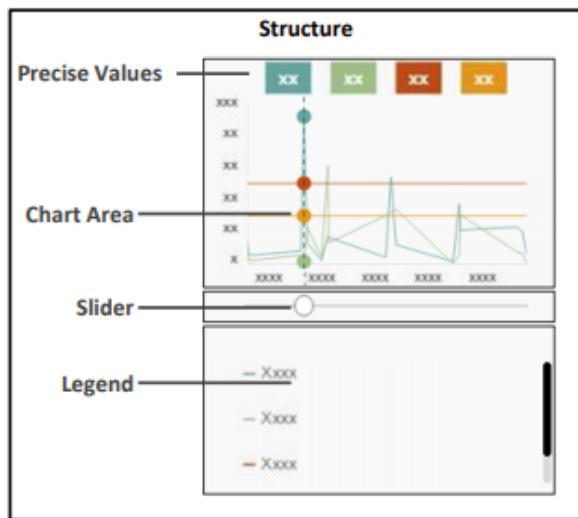 Structure
Precise Values
xx xx xx xx
xxx
xx
xx
xx
xx
x
Chart Area
xxxx xxxx xxxx xxxx xxxx
Slider
Legend
Xxxx
Xxxx
Xxxx